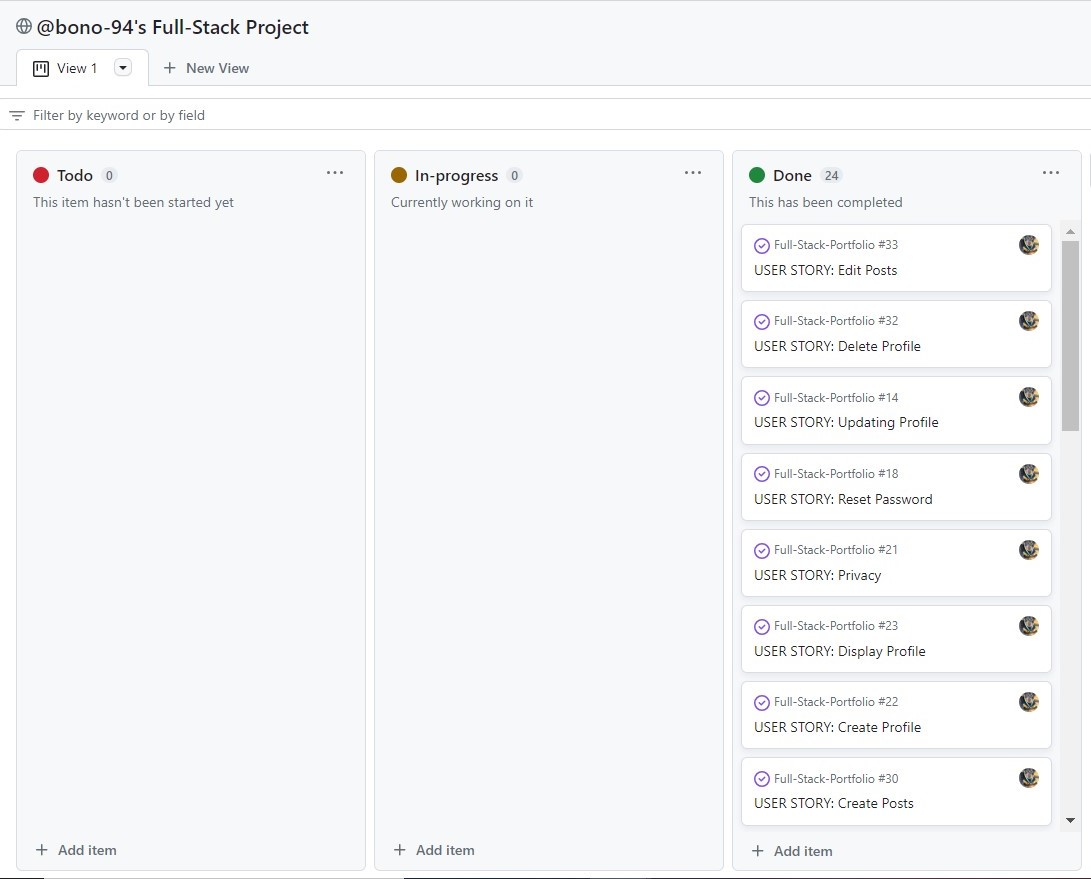 @bono-94's Full-Stack Project
View 1
New View
Filter by keyword or by field
Todo 0
This item hasn't been started yet
Add item
In-progress 0
Currently working on it
Add item
Done 24
This has been completed
Full-Stack-Portfolio #33
USER STORY: Edit Posts
Full-Stack-Portfolio #32
USER STORY: Delete Profile
Full-Stack-Portfolio #14
USER STORY: Updating Profile
Full-Stack-Portfolio #18
USER STORY: Reset Password
Full-Stack-Portfolio #21
USER STORY: Privacy
Full-Stack-Portfolio #23
USER STORY: Display Profile
Full-Stack-Portfolio #22
USER STORY: Create Profile
Full-Stack-Portfolio #30
USER STORY: Create Posts
Add item